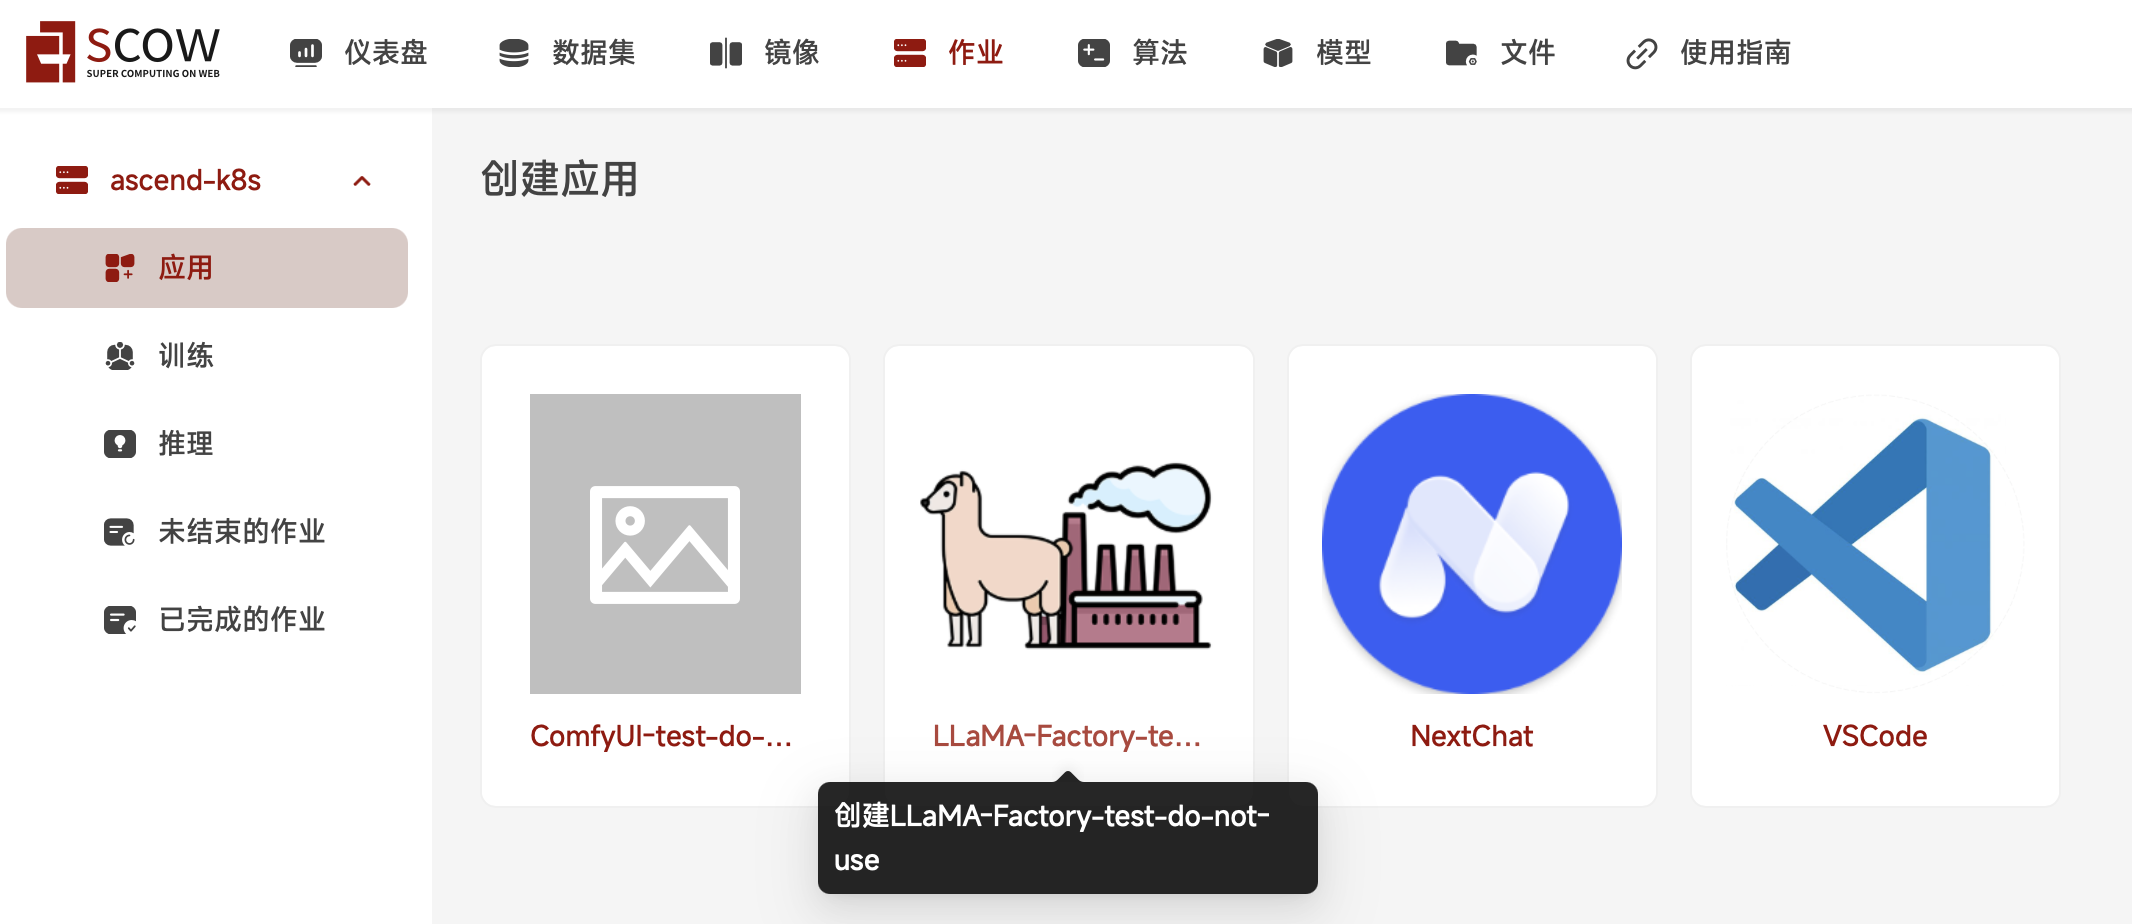 SCOW
SUPER COMPUTING ON WEB
仪表盘
数据集
镜像
作业
算法
模型
文件
使用指南
ascend-k8s
应用
训练
推理
未结束的作业
已完成的作业
创建应用
ComfyUI-test-do-...
LLaMA-Factory-te...
NextChat
VSCode
创建LLaMA-Factory-test-do-not-
use